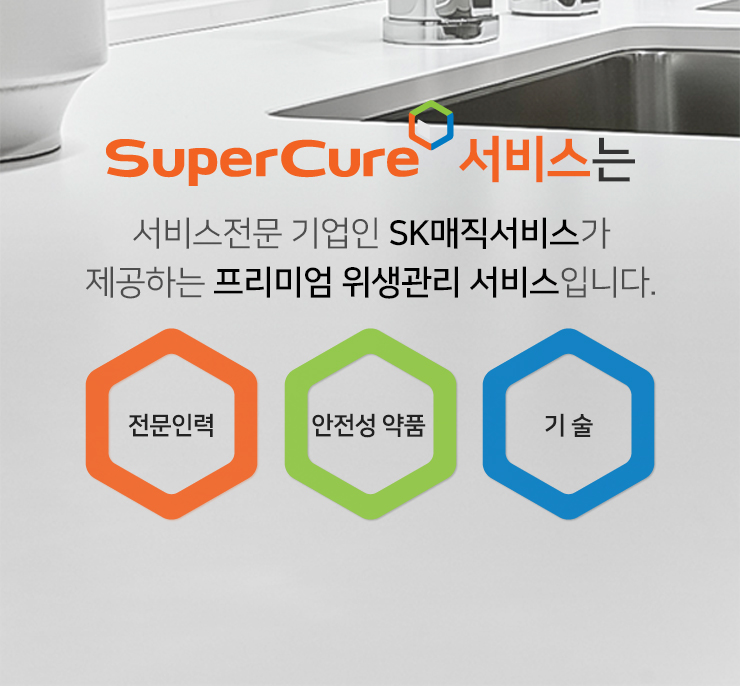 SuperCure 서비스는
서비스전문 기업인 SK매직서비스가
제공하는 프리미엄 위생관리 서비스입니다.
전문인력
안전성 약품
기 술